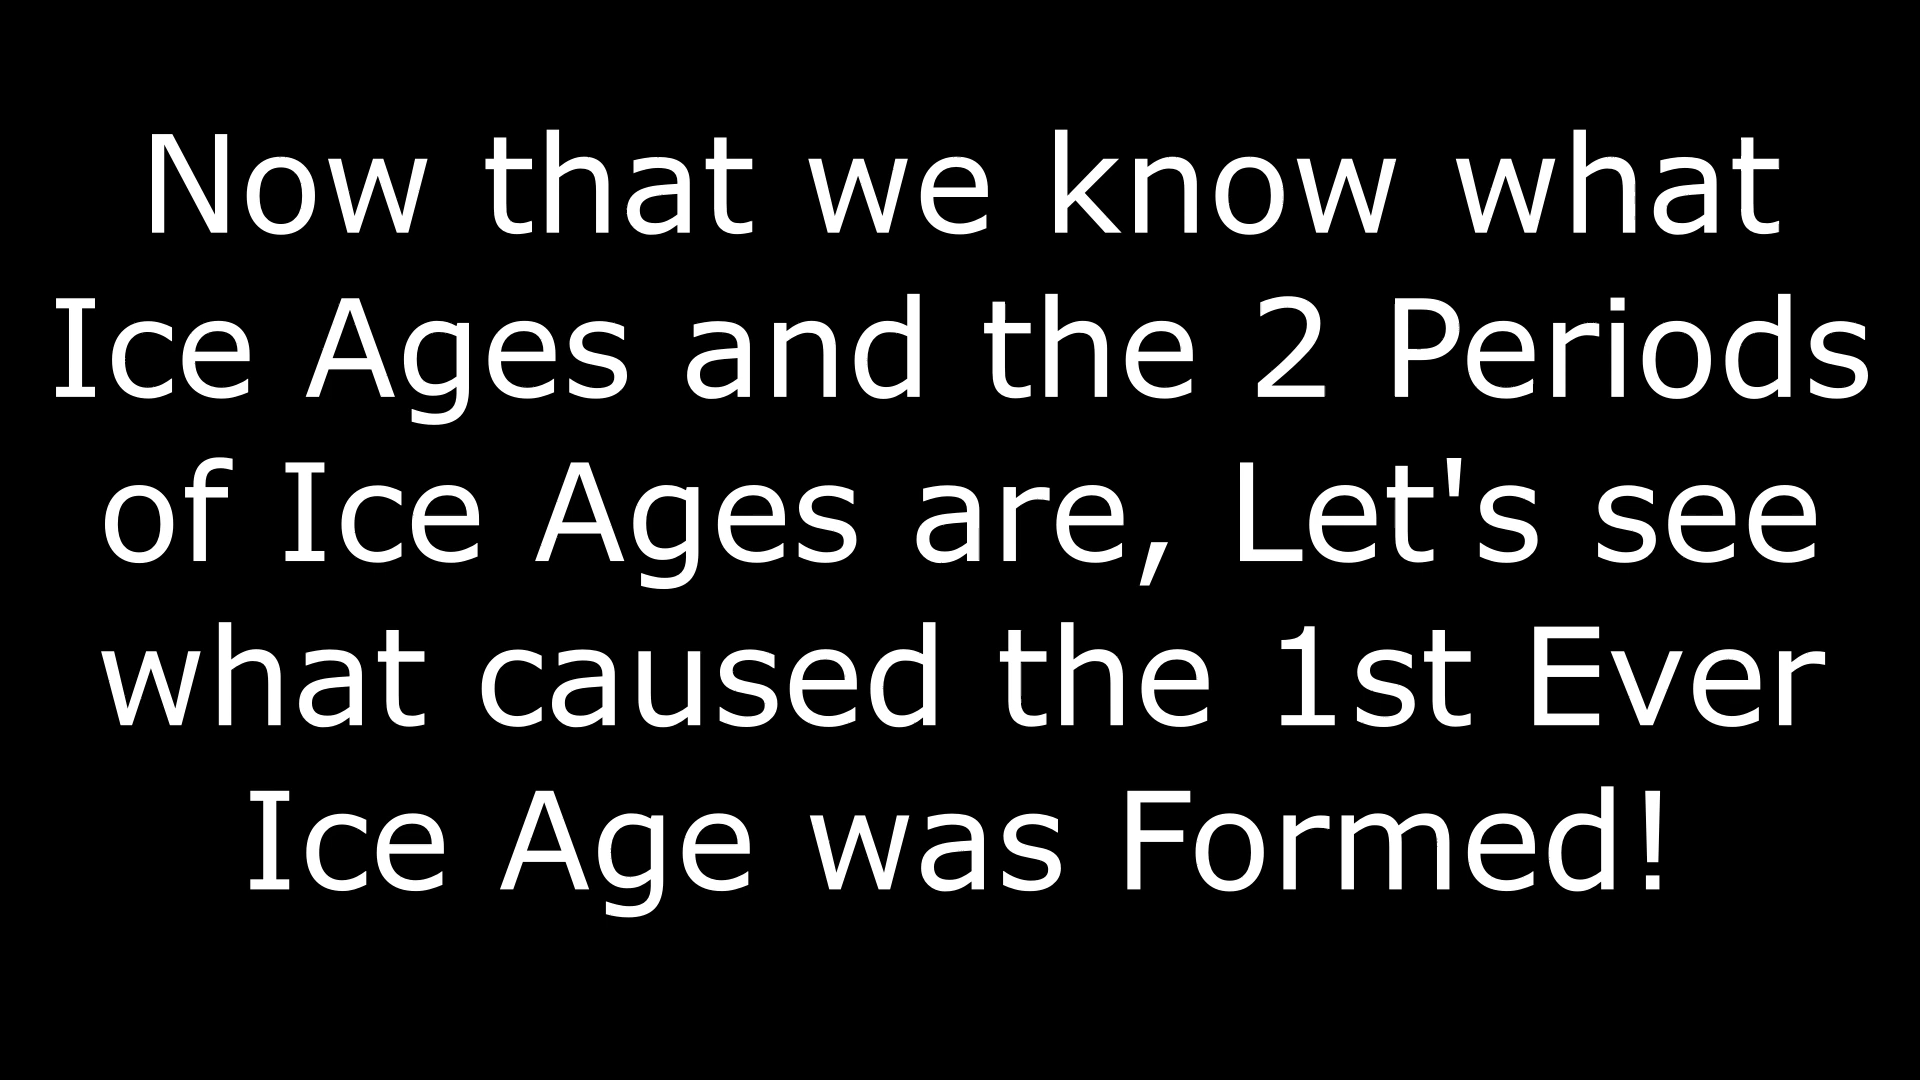 Now that we know what
Ice Ages and the 2 Periods
of Ice Ages are, Let's see
what caused the 1st Ever
Ice Age was Formed!